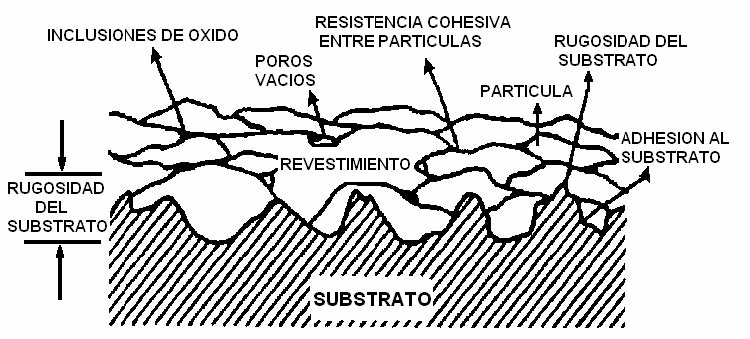 INCLUSIONES DE OXIDO
POROS
VACIOS
RESISTENCIA COHESIVA
ENTRE PARTICULAS
RUGOSIDAD DEL
SUBSTRATO
PARTICULA
ADHESION AL
SUBSTRATO
REVESTIMIENTO
RUGOSIDAD
DEL
SUBSTRATO
SUBSTRATO